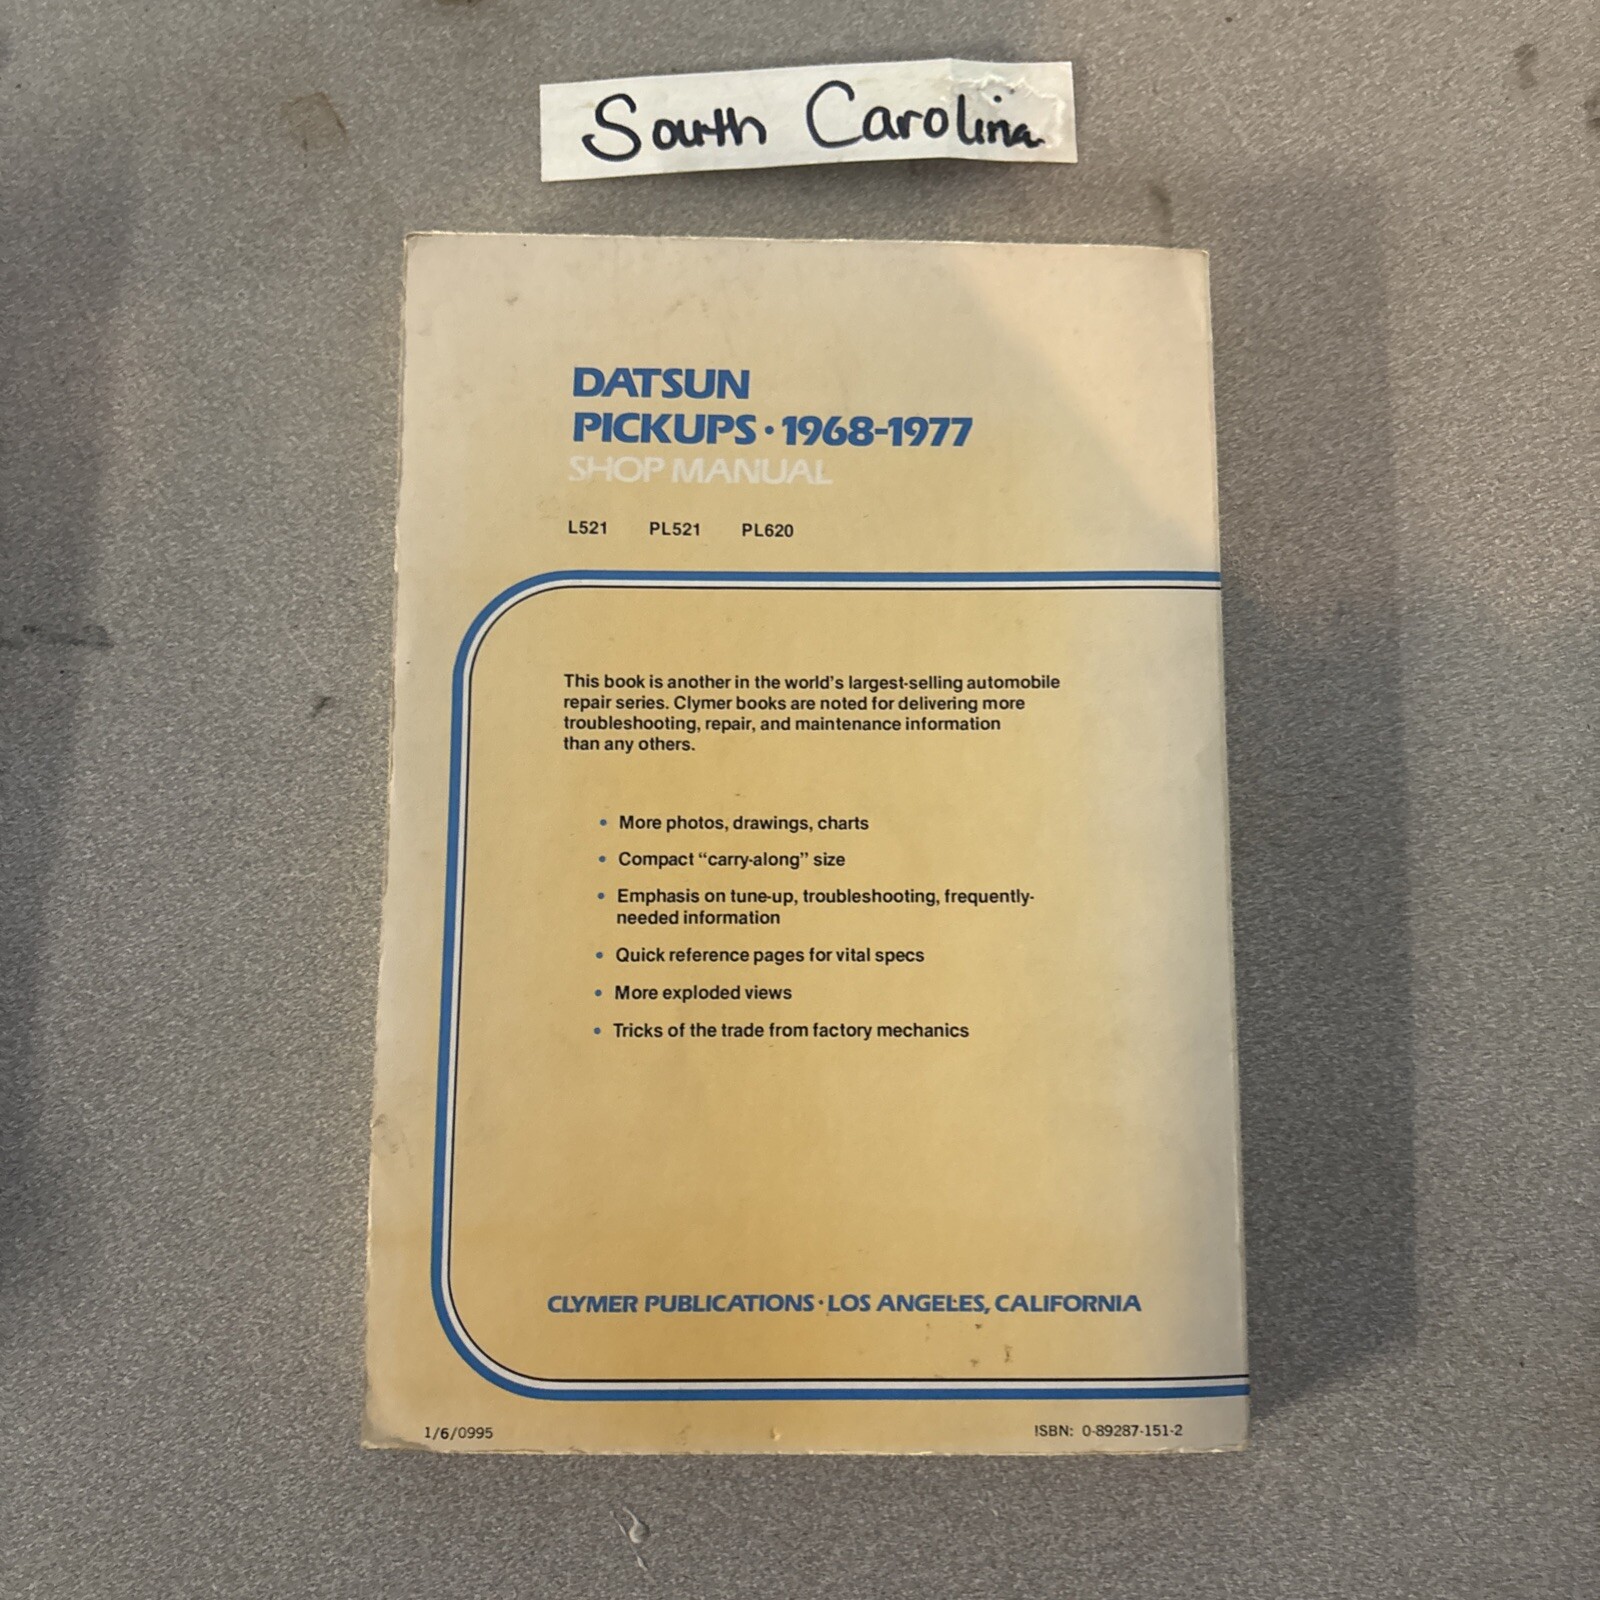 South Carolina
DATSUN
PICKUPS • 1968-1977
SHOP MANUAL
L521 PL521 PL620
This book is another in the world's largest-selling automobile
repair series. Clymer books are noted for delivering more
troubleshooting, repair, and maintenance information
than any others.
• More photos, drawings, charts
• Compact “carry-along” size
• Emphasis on tune-up, troubleshooting, frequently-
needed information
• Quick reference pages for vital specs
• More exploded views
• Tricks of the trade from factory mechanics
CLYMER PUBLICATIONS • LOS ANGELES, CALIFORNIA
1/6/0995 ISBN: 0-89287-151-2